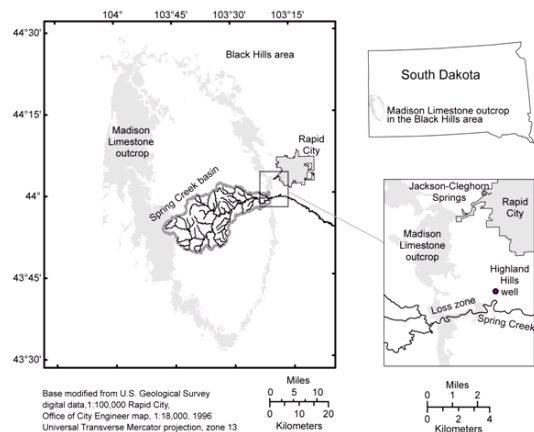 104°
103°45'
103°30'
103°15'
44°30'
Black Hills area
44°15'
Madison
Limestone
outcrop
Rapid
City
Spring Creek basin
44°
43°45'
43°30'
South Dakota
Madison Limestone outcrop
in the Black Hills area
Jackson-Cleghorn
Springs
Rapid
City
Madison
Limestone
outcrop
Highland
Hills
well
Loss zone
Spring Creek
Base modified from U.S. Geological Survey
digital data,1:100,000 Rapid City,
Office of City Engineer map, 1:18,000, 1996
Universal Transverse Mercator projection, zone 13
Miles
0 5 10
0 10 20
Kilometers
Miles
0 1 2
0 2 4
Kilometers